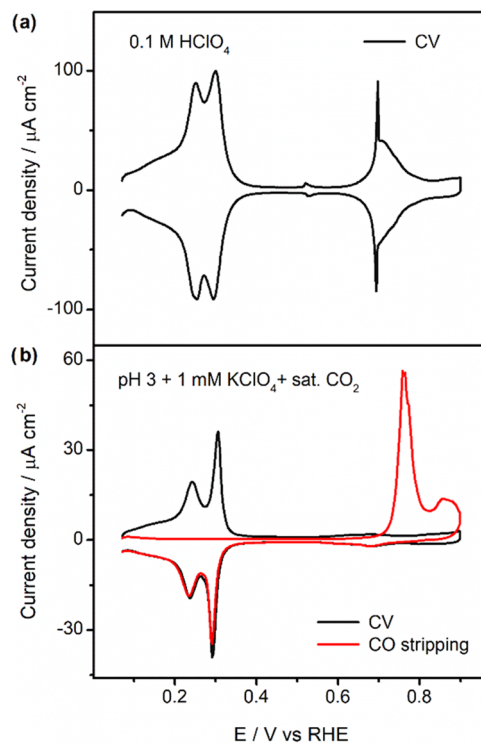 (a)
0.1 M HClO₄
CV
100
0
-100
Current density / µA cm⁻²
(b)
pH 3 + 1 mM KClO₄+ sat. CO₂
60
30
0
-30
Current density / µA cm⁻²
CV
CO stripping
0.2 0.4 0.6 0.8
E / V vs RHE